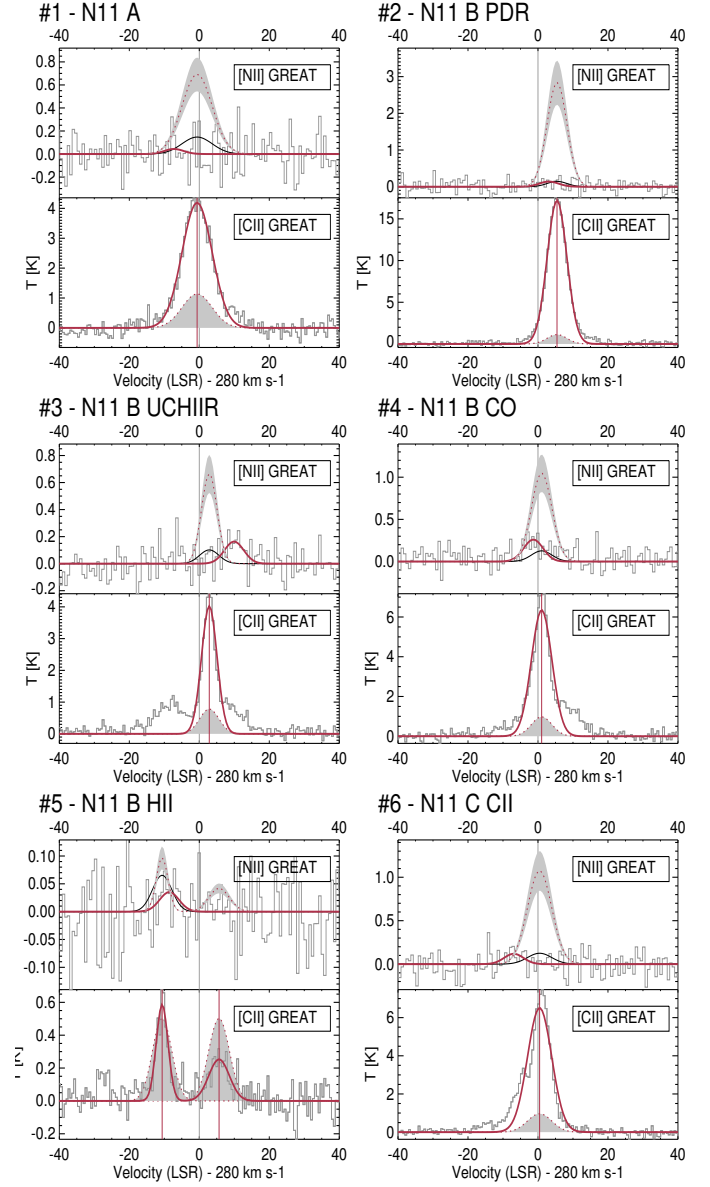 #1 - N11 A
-40 -20 0 20 40
0.8
0.6
0.4
0.2
0.0
-0.2
[NII] GREAT
4
3
2
1
0
T [K]
[CII] GREAT
-40 -20 0 20 40
Velocity (LSR) - 280 km s-1
#2 - N11 B PDR
-40 -20 0 20 40
3
2
1
0
[NII] GREAT
15
10
5
0
T [K]
[CII] GREAT
-40 -20 0 20 40
Velocity (LSR) - 280 km s-1
#3 - N11 B UCHIIR
-40 -20 0 20 40
0.8
0.6
0.4
0.2
0.0
-0.2
[NII] GREAT
4
3
2
1
0
T [K]
[CII] GREAT
-40 -20 0 20 40
Velocity (LSR) - 280 km s-1
#4 - N11 B CO
-40 -20 0 20 40
1.0
0.5
0.0
[NII] GREAT
6
4
2
0
T [K]
[CII] GREAT
-40 -20 0 20 40
Velocity (LSR) - 280 km s-1
#5 - N11 B HII
-40 -20 0 20 40
0.10
0.05
0.00
-0.05
-0.10
[NII] GREAT
0.6
0.4
0.2
0.0
-0.2
[CII] GREAT
-40 -20 0 20 40
Velocity (LSR) - 280 km s-1
#6 - N11 C CII
-40 -20 0 20 40
1.0
0.5
0.0
[NII] GREAT
6
4
2
0
T [K]
[CII] GREAT
-40 -20 0 20 40
Velocity (LSR) - 280 km s-1